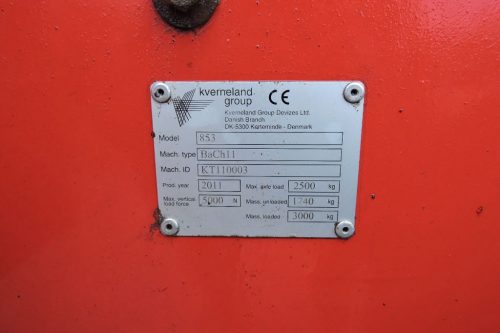 kverneland
group CE
Kverneland Group Devizes Ltd.
Danish Branch
DK-5300 Kerteminde - Denmark
Model 853
Mach. type BaCh11
Mach. ID KT110003
Prod. year 2011 Max. axle load 2500 kg
Max. vertical load force 5000 N Mass, unloaded 1740 kg
Mass, loaded 3000 kg